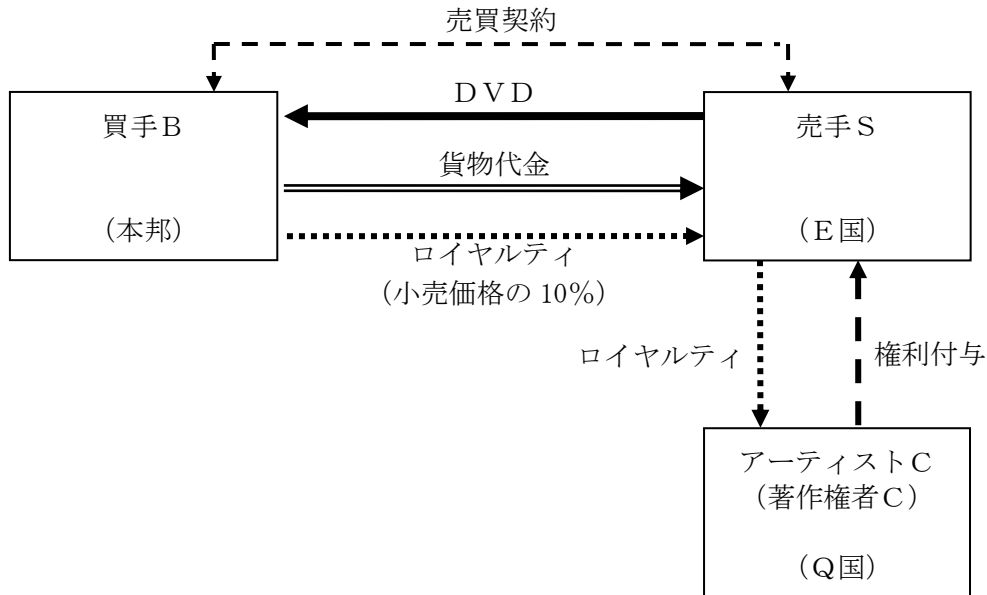 売買契約
買手Ｂ
（本邦）
ＤＶＤ
貨物代金
ロイヤルティ
（小売価格の 10％）
売手Ｓ
（Ｅ国）
ロイヤルティ
権利付与
アーティストＣ
（著作権者Ｃ）
（Ｑ国）